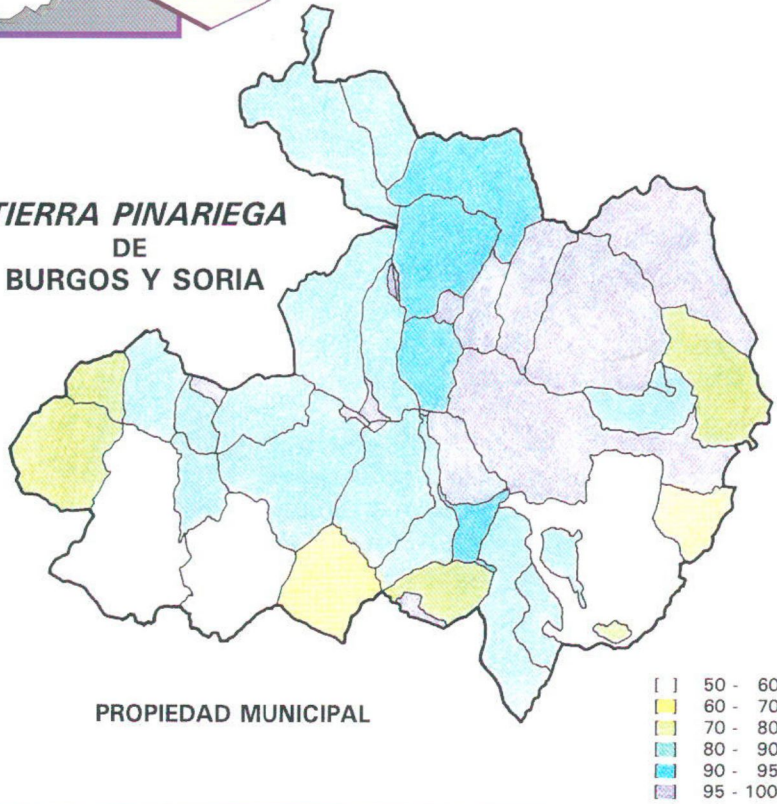 TIERRA PINARIEGA
DE
BURGOS Y SORIA
PROPIEDAD MUNICIPAL
[ ] 50 - 60
[ ] 60 - 70
[ ] 70 - 80
[ ] 80 - 90
[ ] 90 - 95
[ ] 95 - 100